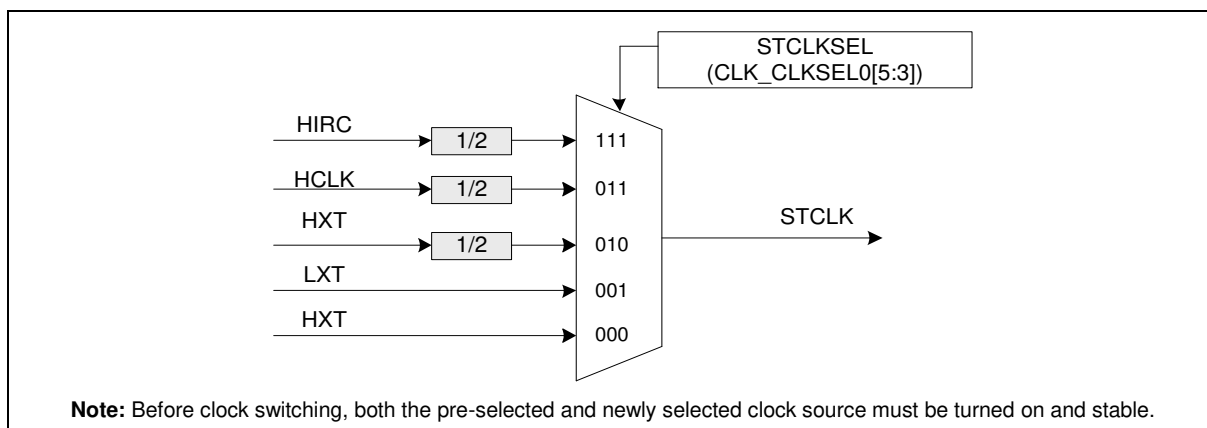 STCLKSEL
(CLK_CLKSEL0[5:3])
HIRC
1/2
111
HCLK
1/2
011
HXT
1/2
010
STCLK
LXT
001
HXT
000
Note: Before clock switching, both the pre-selected and newly selected clock source must be turned on and stable.